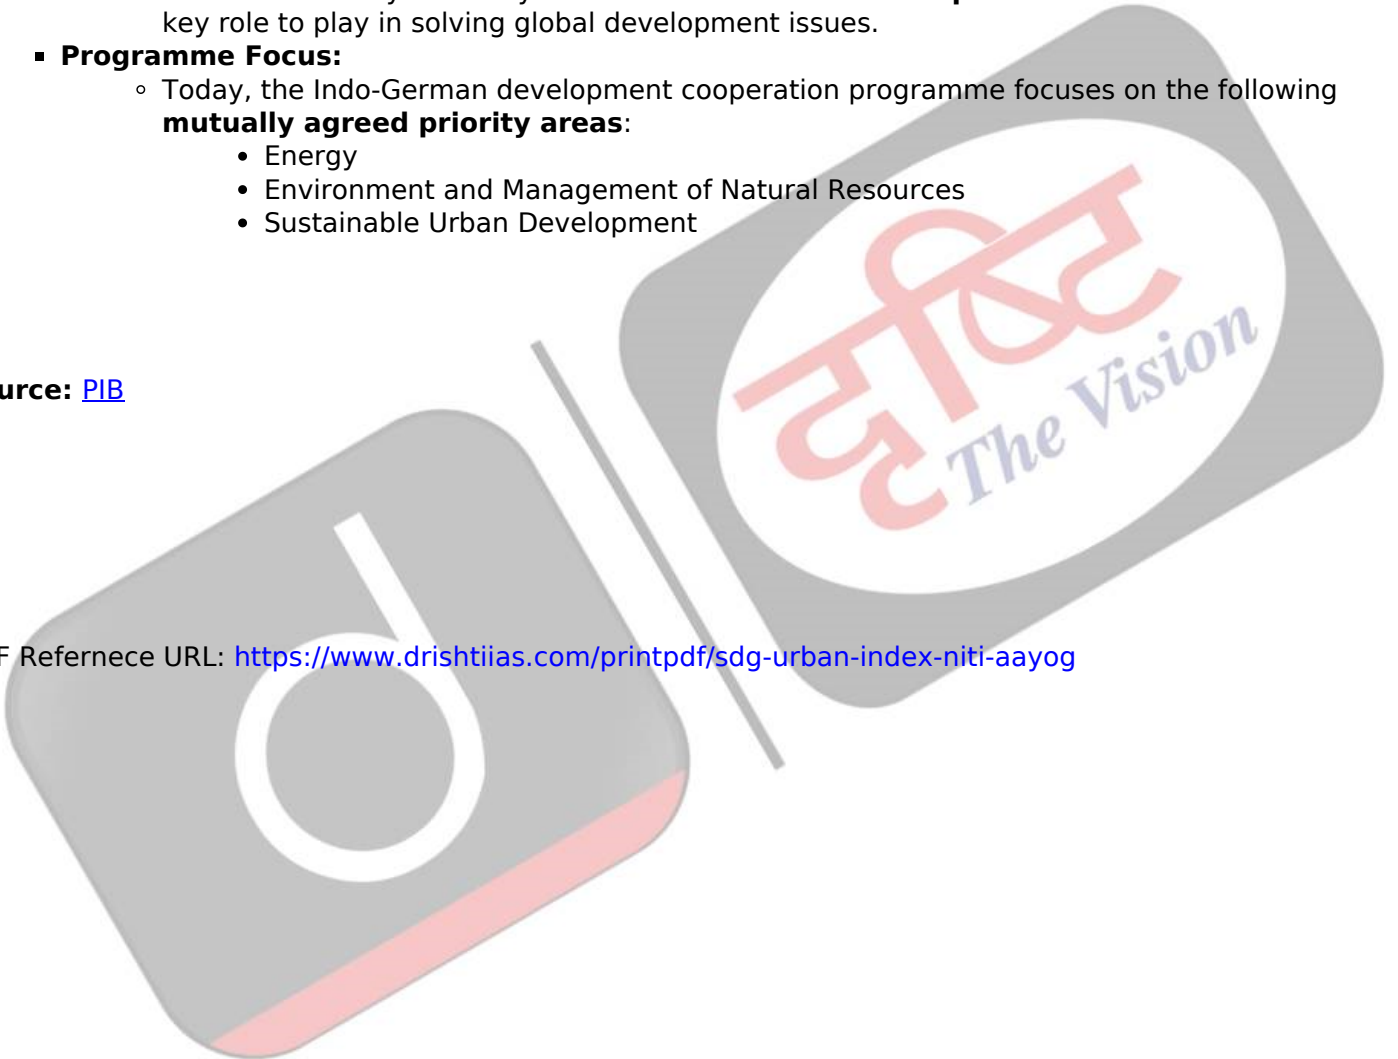 key role to play in solving global development issues.
Programme Focus:
Today, the Indo-German development cooperation programme focuses on the following
mutually agreed priority areas:
Energy
Environment and Management of Natural Resources
Sustainable Urban Development
दृष्टि
The Vision
urce: PIB
F Refernece URL: https://www.drishtiias.com/printpdf/sdg-urban-index-niti-aayog
d